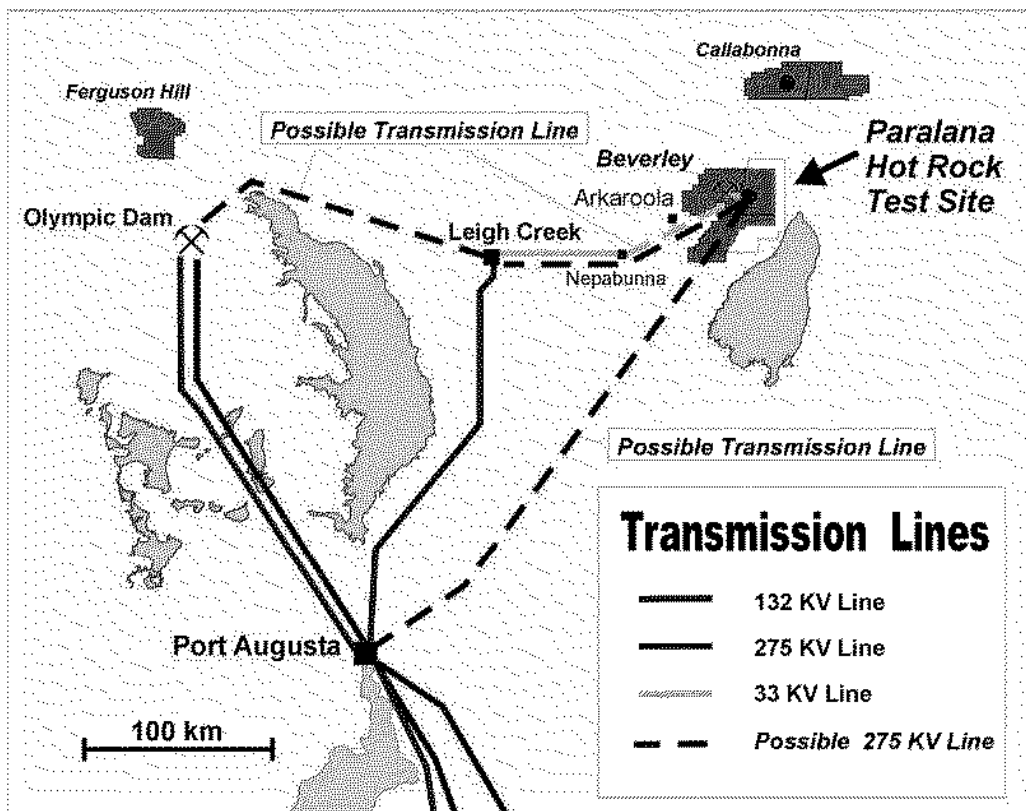 Callabonna
Ferguson Hill
Possible Transmission Line
Beverley
Paralana
Hot Rock
Test Site
Arkaroola
Olympic Dam
Leigh Creek
Nepabunna
Possible Transmission Line
Transmission Lines
132 KV Line
275 KV Line
33 KV Line
Possible 275 KV Line
Port Augusta
100 km